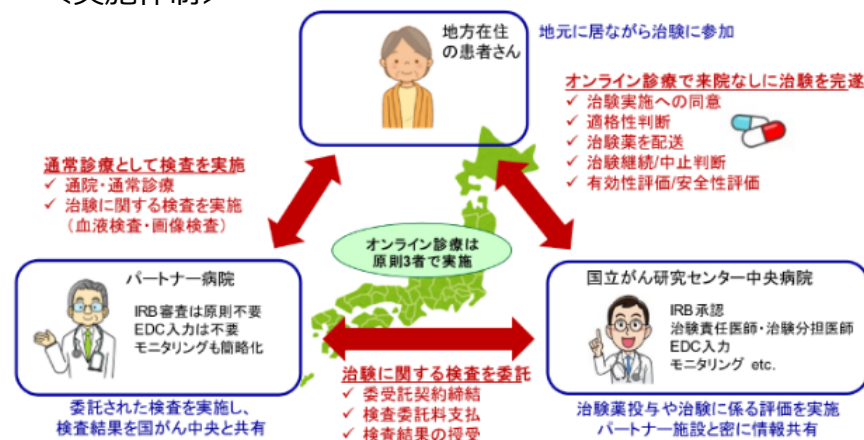 <実施体制>
地方在住
の患者さん
地元に居ながら治験に参加
オンライン診療で来院なしに治験を完遂
✓ 治験実施への同意
✓ 適格性判断
✓ 治験薬を配送
✓ 治験継続/中止判断
✓ 有効性評価/安全性評価
通常診療として検査を実施
✓ 通院・通常診療
✓ 治験に関する検査を実施
(血液検査・画像検査)
オンライン診療は
原則3者で実施
パートナー病院
IRB審査は原則不要
EDC入力は不要
モニタリングも簡略化
委託された検査を実施し、
検査結果を国がん中央と共有
国立がん研究センター中央病院
IRB承認
治験責任医師・治験分担医師
EDC入力
モニタリング etc.
治験薬投与や治験に係る評価を実施
パートナー施設と密に情報共有
治験に関する検査を委託
✓ 委受託契約締結
✓ 検査委託料支払
✓ 検査結果の授受